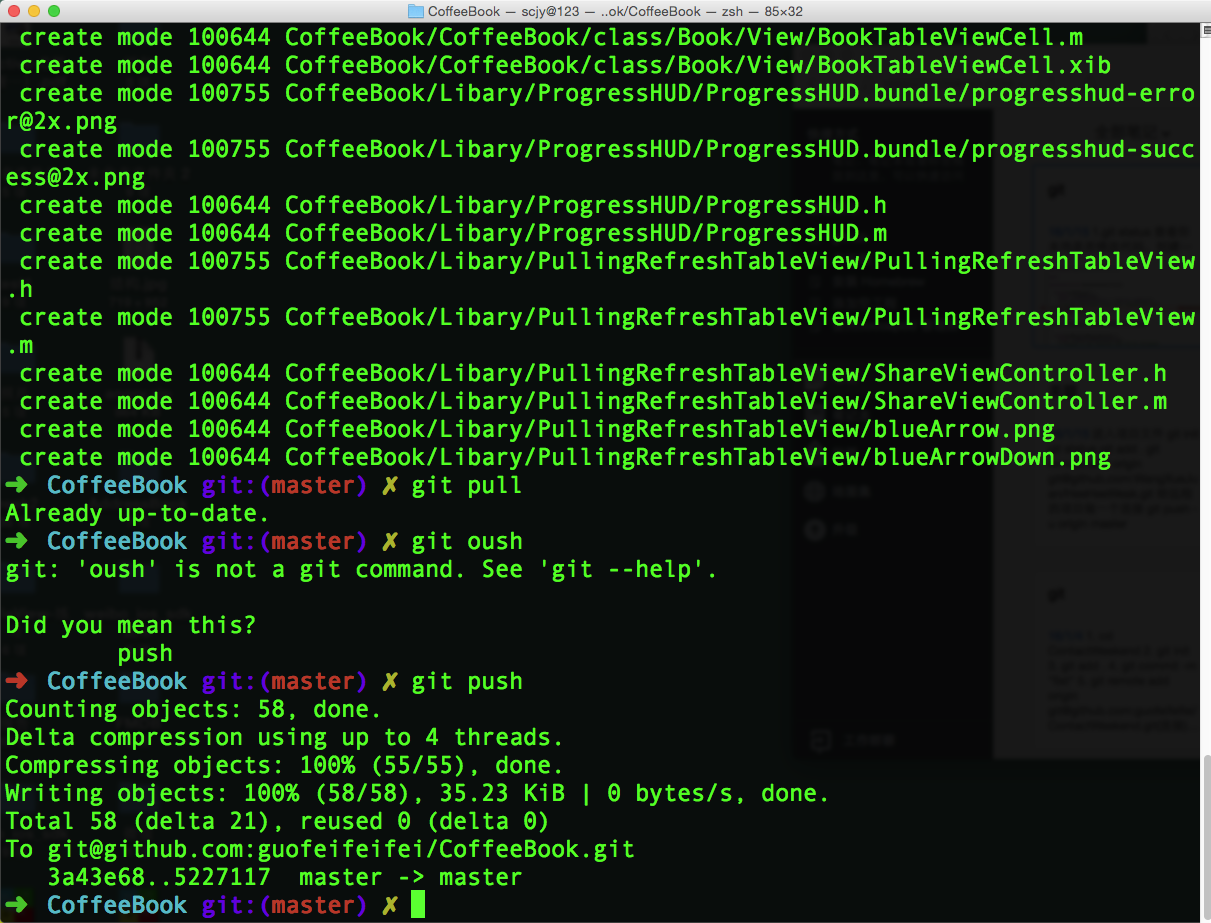 CoffeeBook — scjy@123 — ..ok/CoffeeBook — zsh — 85×32
create mode 100644 CoffeeBook/CoffeeBook/class/Book/View/BookTableViewCell.m
create mode 100644 CoffeeBook/CoffeeBook/class/Book/View/BookTableViewCell.xib
create mode 100755 CoffeeBook/Libary/ProgressHUD/ProgressHUD.bundle/progresshud-erro
r@2x.png
create mode 100755 CoffeeBook/Libary/ProgressHUD/ProgressHUD.bundle/progresshud-succ
ess@2x.png
create mode 100644 CoffeeBook/Libary/ProgressHUD/ProgressHUD.h
create mode 100644 CoffeeBook/Libary/ProgressHUD/ProgressHUD.m
create mode 100755 CoffeeBook/Libary/PullingRefreshTableView/PullingRefreshTableView
.h
create mode 100755 CoffeeBook/Libary/PullingRefreshTableView/PullingRefreshTableView
.m
create mode 100644 CoffeeBook/Libary/PullingRefreshTableView/ShareViewController.h
create mode 100644 CoffeeBook/Libary/PullingRefreshTableView/ShareViewController.m
create mode 100644 CoffeeBook/Libary/PullingRefreshTableView/blueArrow.png
create mode 100644 CoffeeBook/Libary/PullingRefreshTableView/blueArrowDown.png
➜ CoffeeBook git:(master) ✗ git pull
Already up-to-date.
➜ CoffeeBook git:(master) ✗ git oush
git: 'oush' is not a git command. See 'git --help'.
Did you mean this?
push
➜ CoffeeBook git:(master) ✗ git push
Counting objects: 58, done.
Delta compression using up to 4 threads.
Compressing objects: 100% (55/55), done.
Writing objects: 100% (58/58), 35.23 KiB | 0 bytes/s, done.
Total 58 (delta 21), reused 0 (delta 0)
To git@github.com:guofeifeifei/CoffeeBook.git
3a43e68..5227117 master -> master
➜ CoffeeBook git:(master) ✗